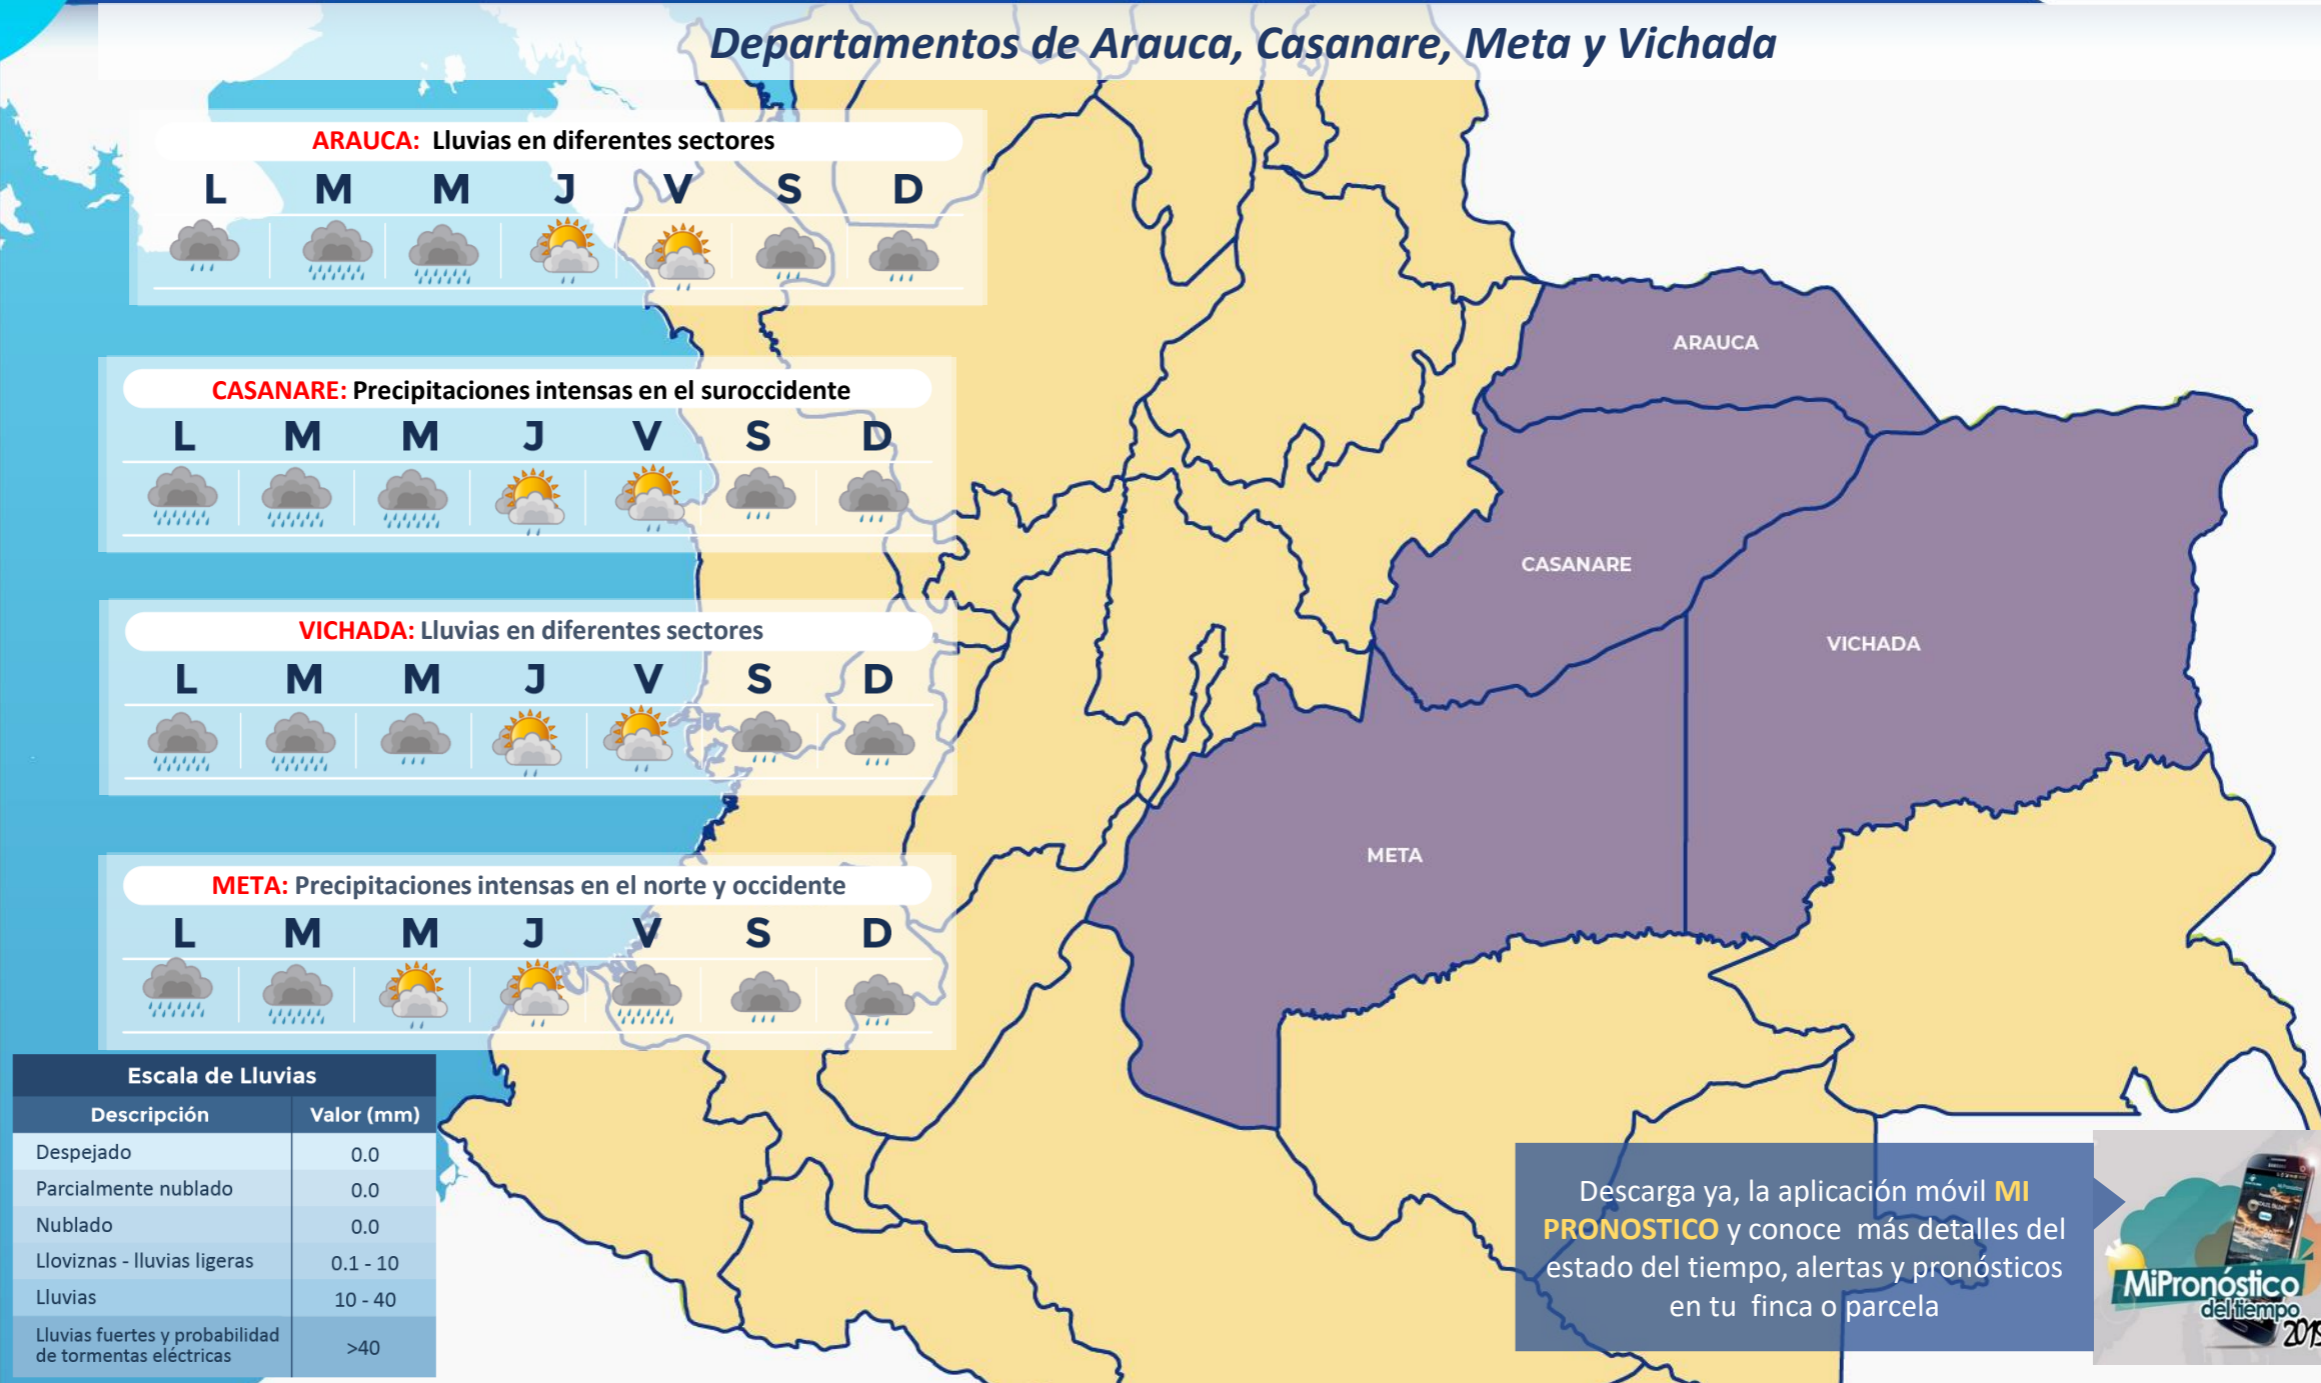 Departamentos de Arauca, Casanare, Meta y Vichada
ARAUCA: Lluvias en diferentes sectores
L M M J V S D
CASANARE: Precipitaciones intensas en el suroccidente
L M M J V S D
VICHADA: Lluvias en diferentes sectores
L M M J V S D
META: Precipitaciones intensas en el norte y occidente
L M M J V S D
ARAUCA
CASANARE
VICHADA
META
Escala de Lluvias
Descripción Valor (mm)
Despejado 0.0
Parcialmente nublado 0.0
Nublado 0.0
Lloviznas - lluvias ligeras 0.1 - 10
Lluvias 10 - 40
Lluvias fuertes y probabilidad
de tormentas eléctricas >40
Descarga ya, la aplicación móvil MI
PRONOSTICO y conoce más detalles del
estado del tiempo, alertas y pronósticos
en tu finca o parcela
MiPronóstico
del tiempo
2019